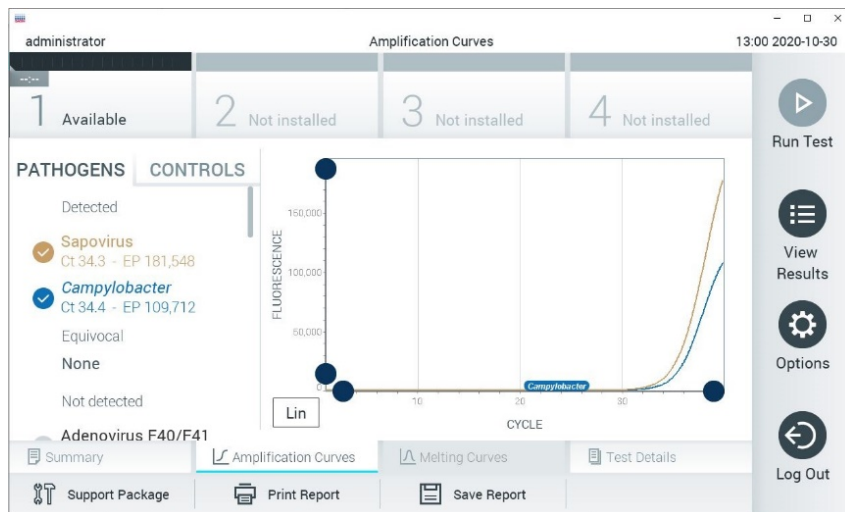 administrator
Amplification Curves
13:00 2020-10-30
--:--
1 Available
2 Not installed
3 Not installed
4 Not installed
Run Test
PATHOGENS
CONTROLS
Detected
Sapovirus
Ct 34.3 - EP 181,548
Campylobacter
Ct 34.4 - EP 109,712
Equivocal
None
Not detected
Adenovirus F40/F41
FLUORESCENCE
150,000
100,000
50,000
0
Campylobacter
10
20
30
CYCLE
Lin
View
Results
Options
Log Out
Summary
Amplification Curves
Melting Curves
Test Details
Support Package
Print Report
Save Report